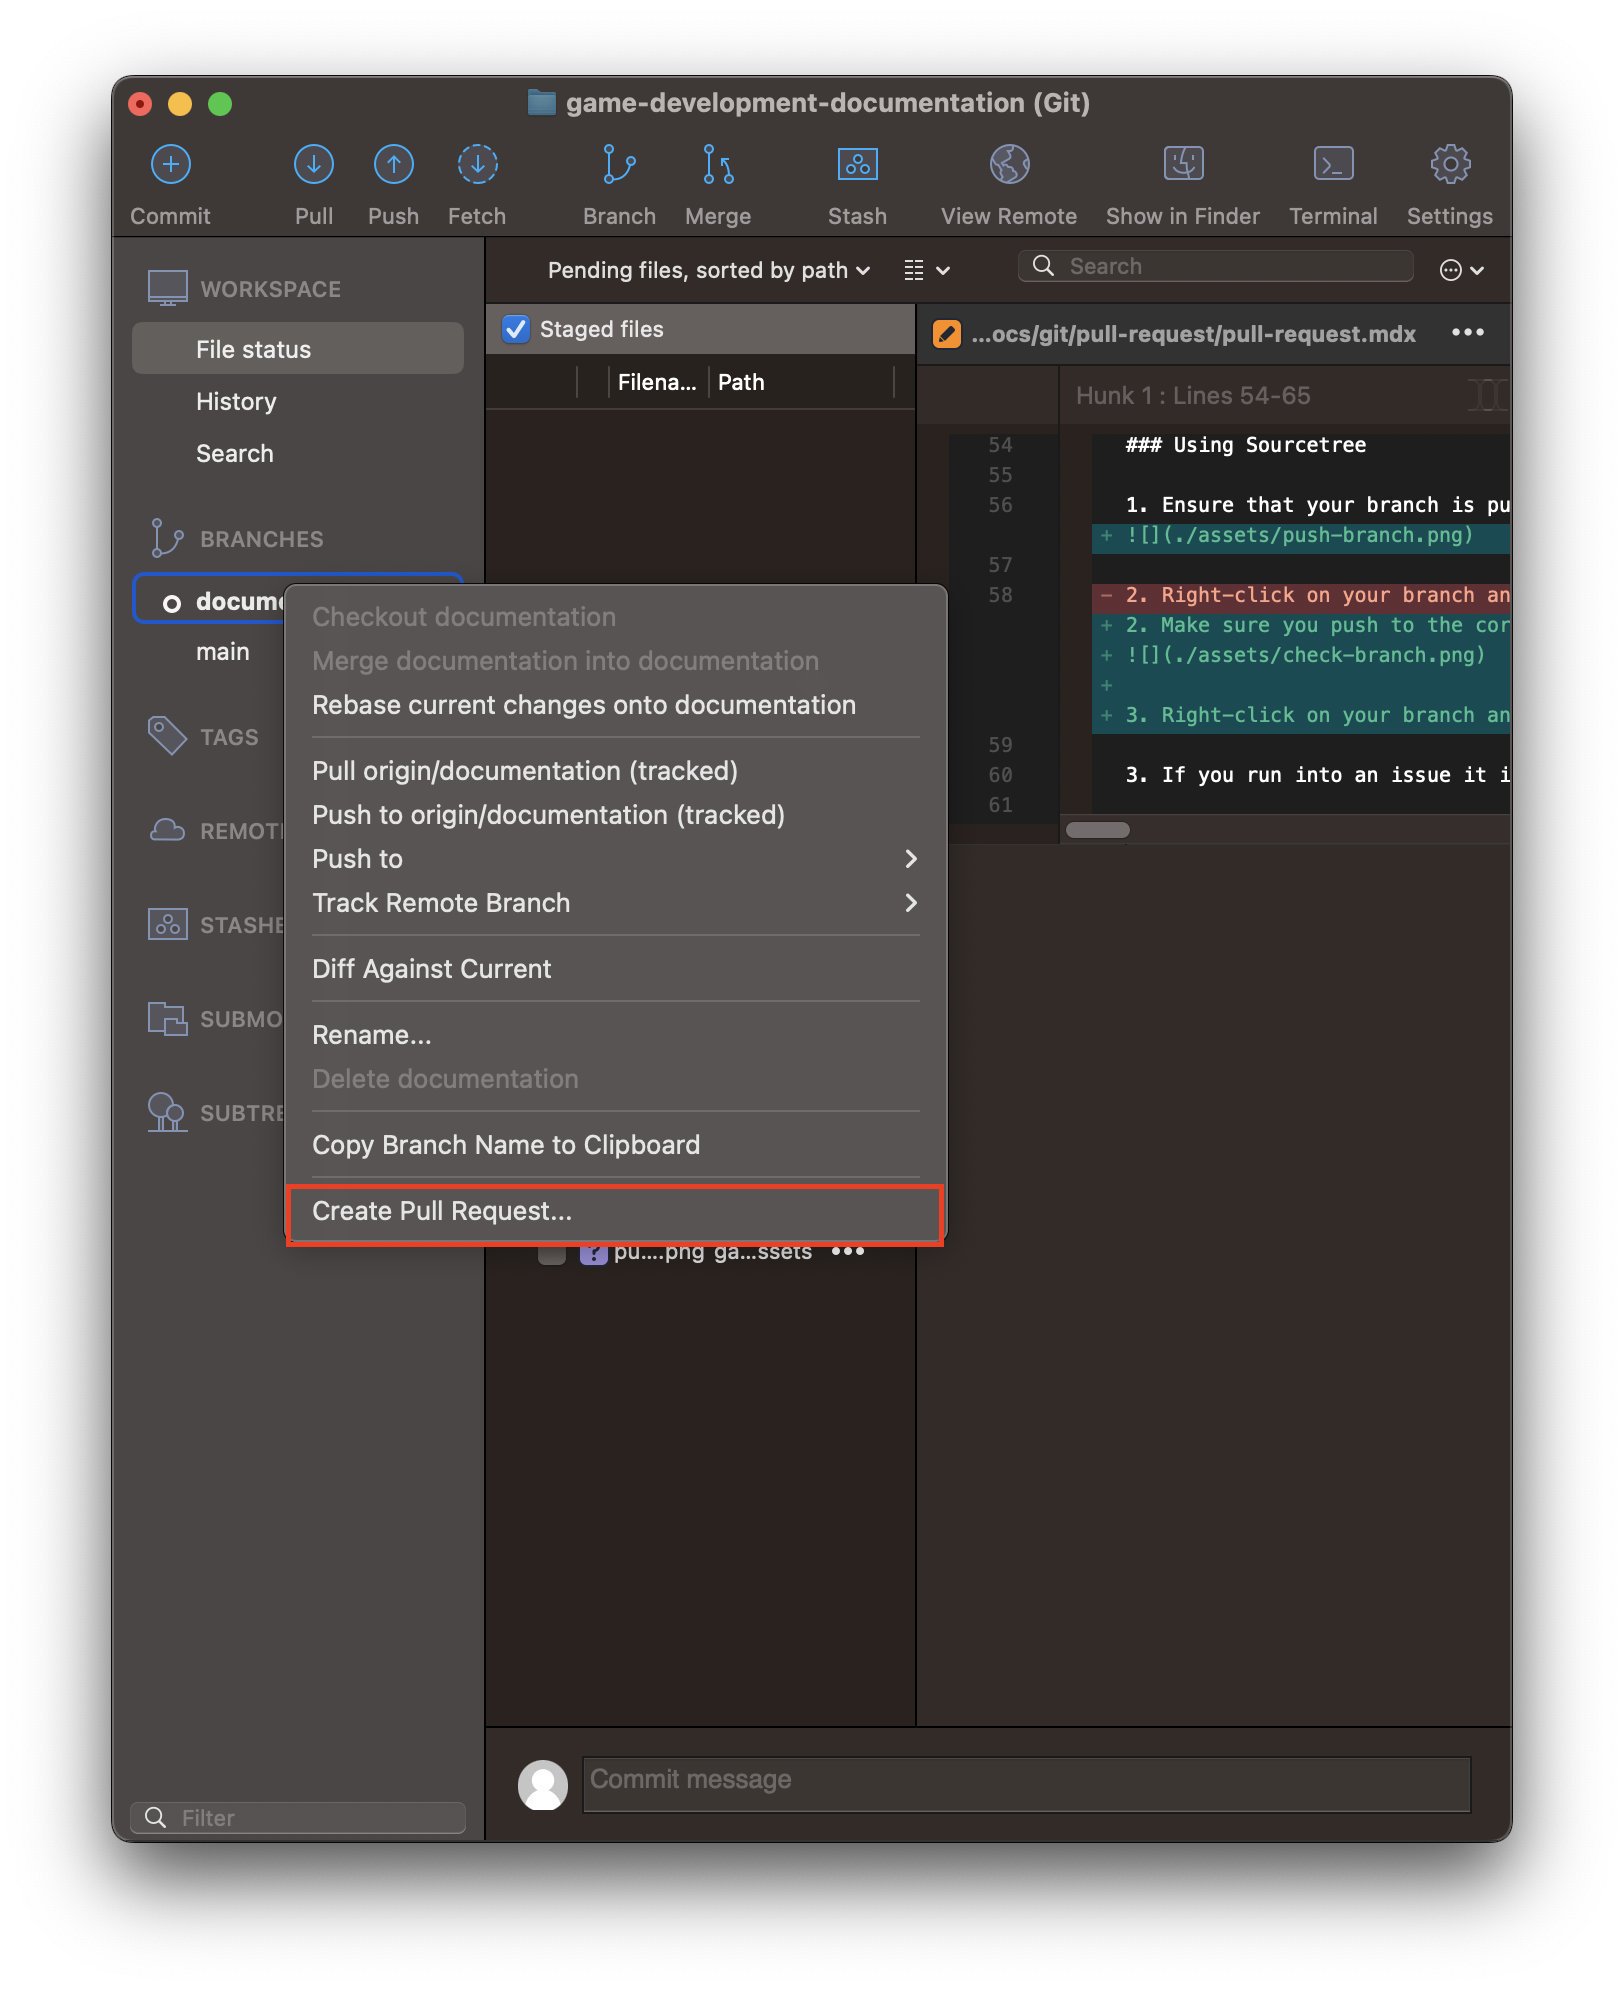 game-development-documentation (Git)
Commit Pull Push Fetch Branch Merge Stash View Remote Show in Finder Terminal Settings
WORKSPACE
File status
History
Search
BRANCHES
docume
main
TAGS
REMOT
STASHE
SUBMO
SUBTRE
Filter
Pending files, sorted by path
Search
Staged files
Filena... Path
Checkout documentation
Merge documentation into documentation
Rebase current changes onto documentation
Pull origin/documentation (tracked)
Push to origin/documentation (tracked)
Push to
Track Remote Branch
Diff Against Current
Rename...
Delete documentation
Copy Branch Name to Clipboard
Create Pull Request...
pu....png ga...ssets
...ocs/git/pull-request/pull-request.mdx
Hunk 1 : Lines 54-65
54 ### Using Sourcetree
55
56 1. Ensure that your branch is pu
+ ![](./assets/push-branch.png)
57
58 - 2. Right-click on your branch an
+ 2. Make sure you push to the cor
+ ![](./assets/check-branch.png)
+
+ 3. Right-click on your branch an
59
60 3. If you run into an issue it i
61
Commit message